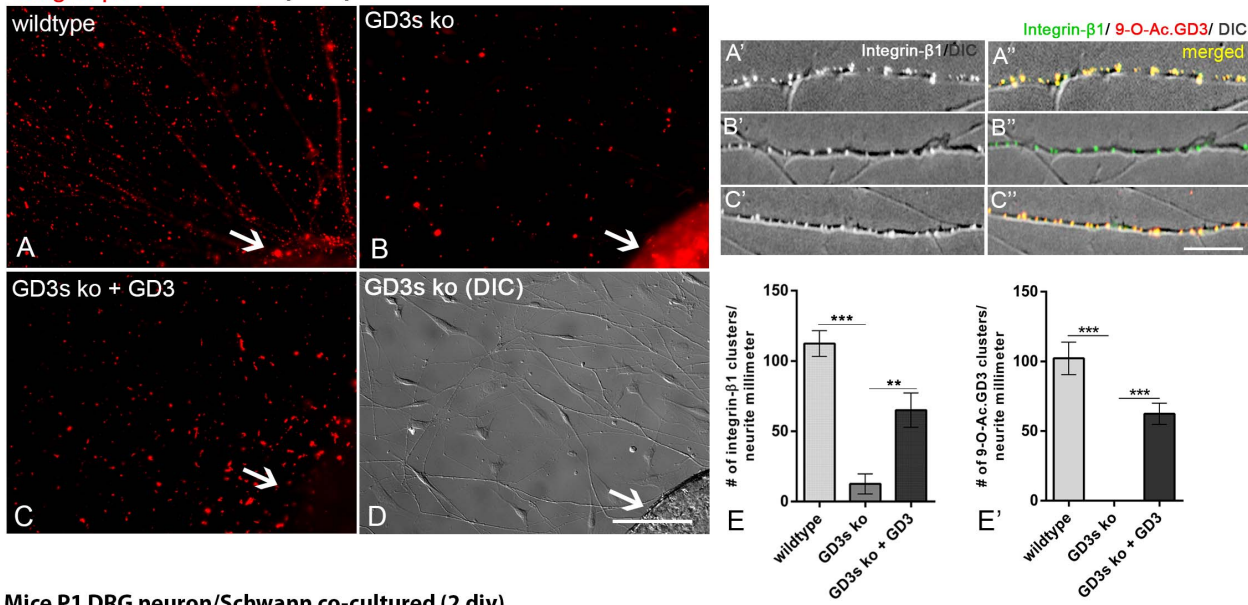 wildtype
GD3s ko
A
B
GD3s ko + GD3
GD3s ko (DIC)
C
D
Integrin-β1/ 9-O-Ac.GD3/ DIC
A' Integrin-β1/DIC
A'' merged
B'
B''
C'
C''
# of integrin-β1 clusters/
neurite millimeter
150
100
50
0
***
**
wildtype
GD3s ko
GD3s ko + GD3
E
# of 9-O-Ac.GD3 clusters/
neurite millimeter
150
100
50
0
***
***
wildtype
GD3s ko
GD3s ko + GD3
E'
Mice P1 DRG neuron/Schwann co-cultured (2 div)